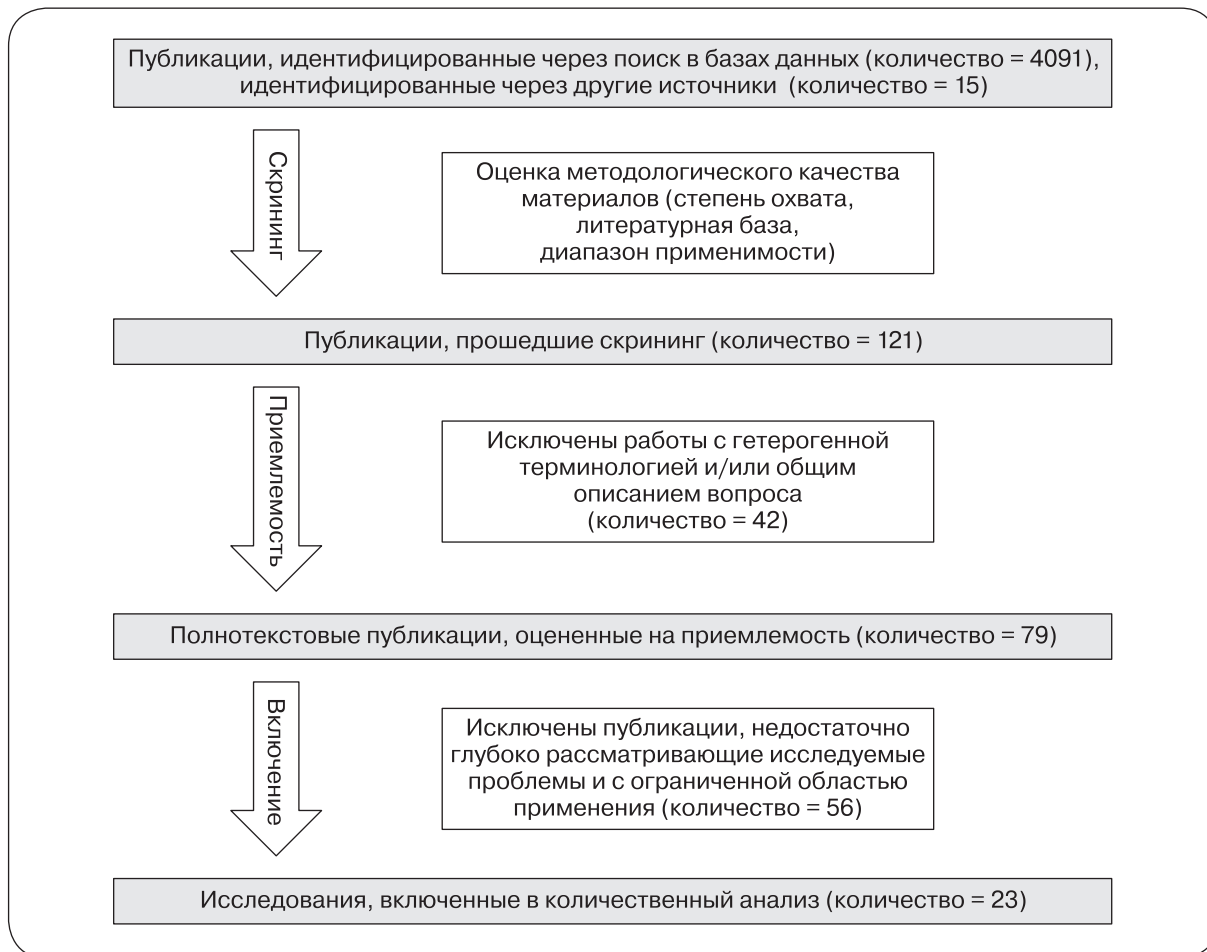 Публикации, идентифицированные через поиск в базах данных (количество = 4091),
идентифицированные через другие источники (количество = 15)
Скрининг
Оценка методологического качества
материалов (степень охвата,
литературная база,
диапазон применимости)
Публикации, прошедшие скрининг (количество = 121)
Приемлемость
Исключены работы с гетерогенной
терминологией и/или общим
описанием вопроса
(количество = 42)
Полнотекстовые публикации, оцененные на приемлемость (количество = 79)
Включение
Исключены публикации, недостаточно
глубоко рассматривающие исследуемые
проблемы и с ограниченной областью
применения (количество = 56)
Исследования, включенные в количественный анализ (количество = 23)